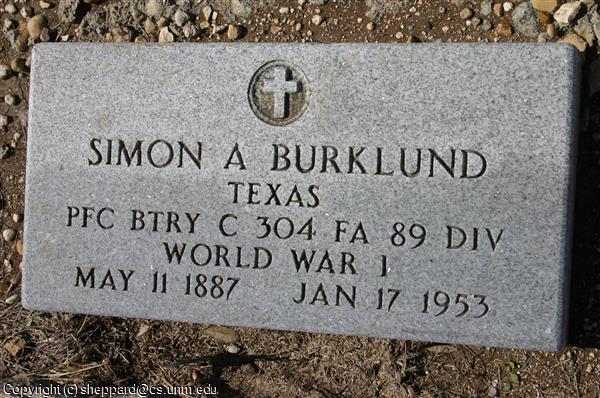 SIMON A BURKLUND
TEXAS
PFC BTRY C 304 FA 89 DIV
WORLD WAR I
MAY 11 1887 JAN 17 1953
Copyright (c) sheppard@cs.unm.edu